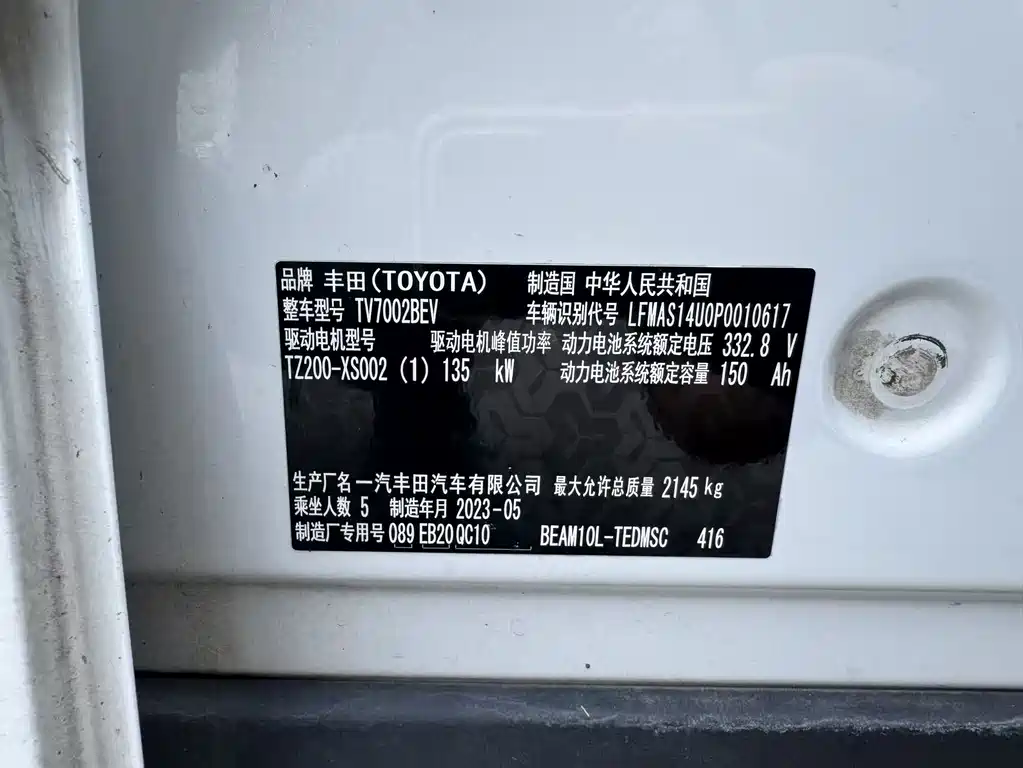 品牌 丰田(TOYOTA) 制造国 中华人民共和国
整车型号 TV7002BEV 车辆识别代号 LFMAS14U0P0010617
驱动电机型号 驱动电机峰值功率 动力电池系统额定电压 332.8 V
TZ200-XS002 (1) 135 kW 动力电池系统额定容量 150 Ah
生产厂名 一汽丰田汽车有限公司 最大允许总质量 2145 kg
乘坐人数 5 制造年月 2023-05
制造厂专用号 089 EB20 QC10 BEAM10L-TEDMSC 416